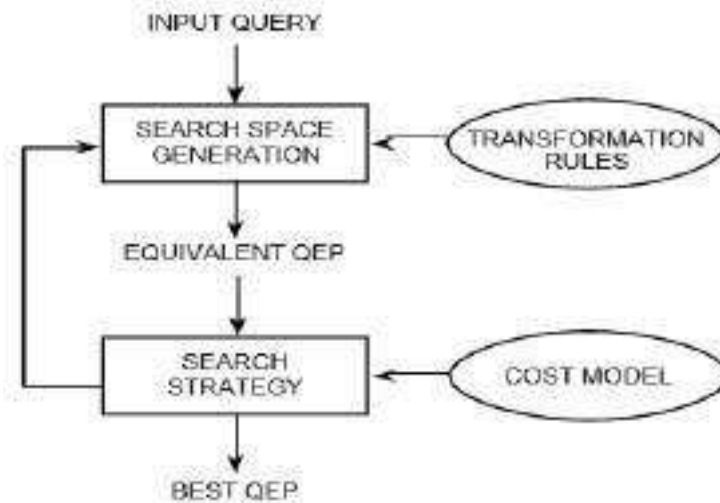 INPUT QUERY
SEARCH SPACE
GENERATION
TRANSFORMATION
RULES
EQUIVALENT QEP
SEARCH
STRATEGY
COST MODEL
BEST QEP